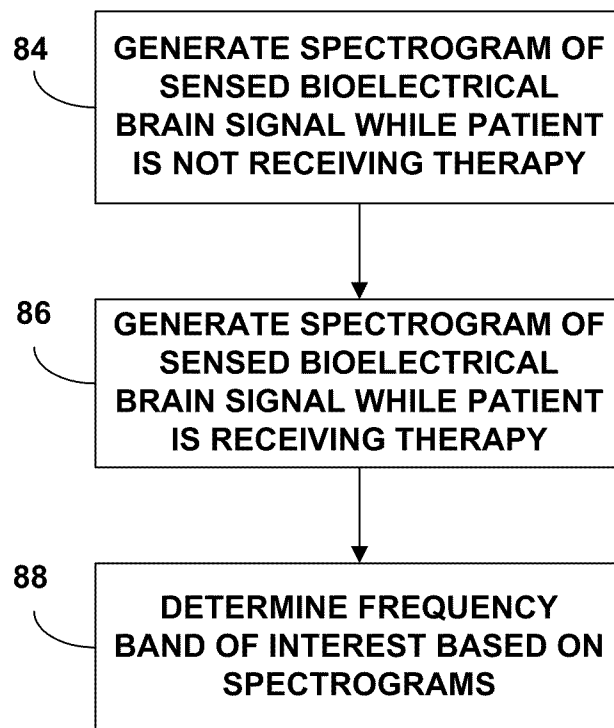 84
GENERATE SPECTROGRAM OF
SENSED BIOELECTRICAL
BRAIN SIGNAL WHILE PATIENT
IS NOT RECEIVING THERAPY
86
GENERATE SPECTROGRAM OF
SENSED BIOELECTRICAL
BRAIN SIGNAL WHILE PATIENT
IS RECEIVING THERAPY
88
DETERMINE FREQUENCY
BAND OF INTEREST BASED ON
SPECTROGRAMS